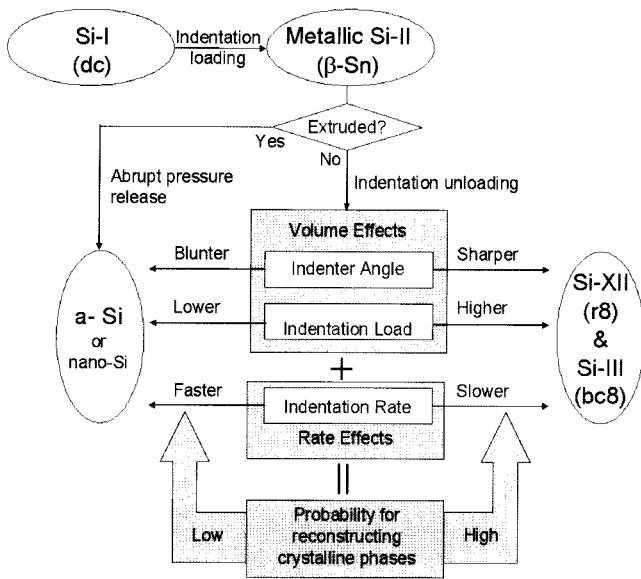 Si-I
(dc)
Indentation
loading
Metallic Si-II
(β-Sn)
Extruded?
Yes
No
Abrupt pressure
release
Indentation unloading
Volume Effects
Blunter
Indenter Angle
Sharper
Lower
Indentation Load
Higher
a- Si
or
nano-Si
Si-XII
(r8)
&
Si-III
(bc8)
+
Faster
Indentation Rate
Slower
Rate Effects
=
Low
Probability for
reconstructing
crystalline phases
High